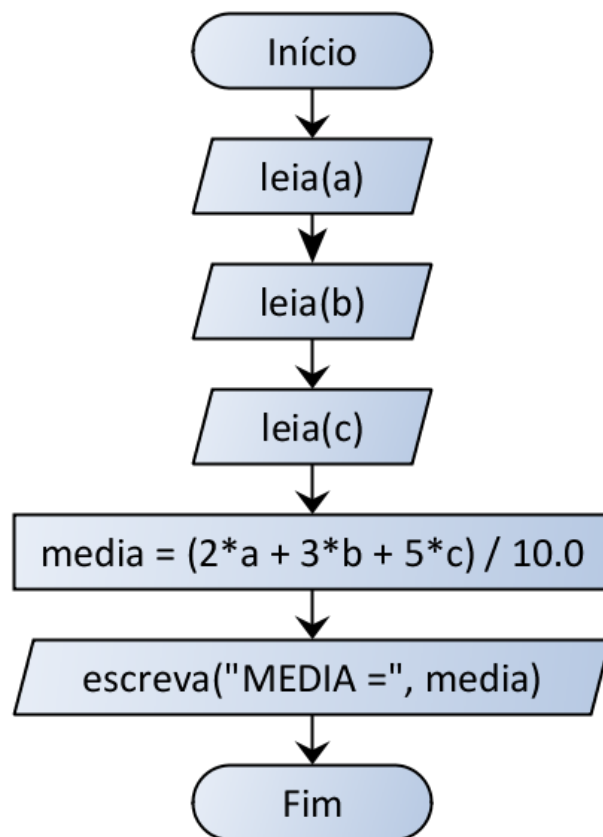 Início
leia(a)
leia(b)
leia(c)
media = (2*a + 3*b + 5*c) / 10.0
escreva("MEDIA =", media)
Fim